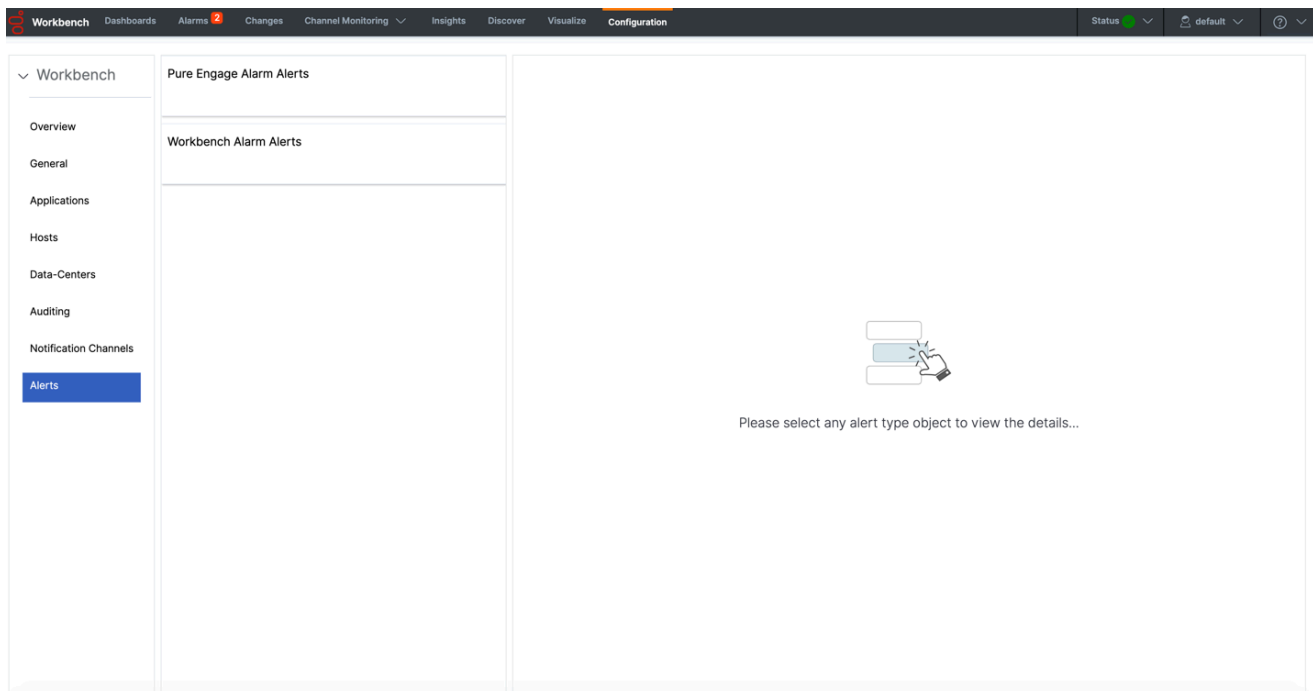 Workbench Dashboards Alarms 2 Changes Channel Monitoring Insights Discover Visualize Configuration Status default ?
Workbench
Overview
General
Applications
Hosts
Data-Centers
Auditing
Notification Channels
Alerts
Pure Engage Alarm Alerts
Workbench Alarm Alerts
Please select any alert type object to view the details...